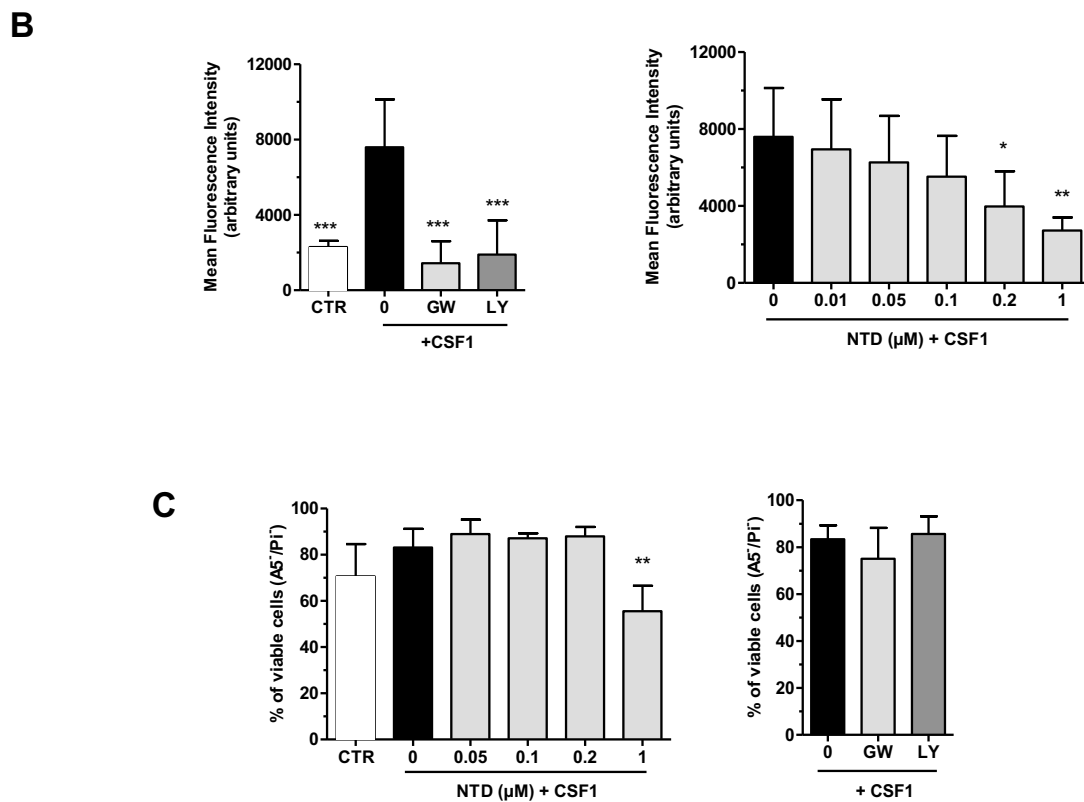 B
Mean Fluorescence Intensity
(arbitrary units)
12000
8000
4000
0
***
***
***
CTR 0 GW LY
+CSF1
Mean Fluorescence Intensity
(arbitrary units)
12000
8000
4000
0
*
**
0 0.01 0.05 0.1 0.2 1
NTD (µM) + CSF1
C
% of viable cells (A5⁻/Pi⁻)
100
80
60
40
20
0
**
CTR 0 0.05 0.1 0.2 1
NTD (µM) + CSF1
% of viable cells (A5⁻/Pi⁻)
100
80
60
40
20
0
0 GW LY
+ CSF1